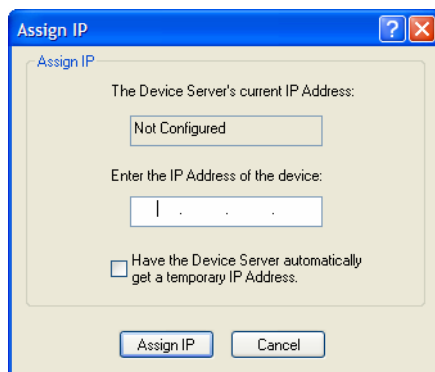 Assign IP
Assign IP
The Device Server's current IP Address:
Not Configured
Enter the IP Address of the device:
. . .
Have the Device Server automatically
get a temporary IP Address.
Assign IP Cancel